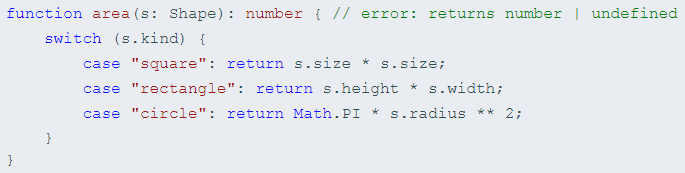 function area(s: Shape): number { // error: returns number | undefined
    switch (s.kind) {
        case "square": return s.size * s.size;
        case "rectangle": return s.height * s.width;
        case "circle": return Math.PI * s.radius ** 2;
    }
}